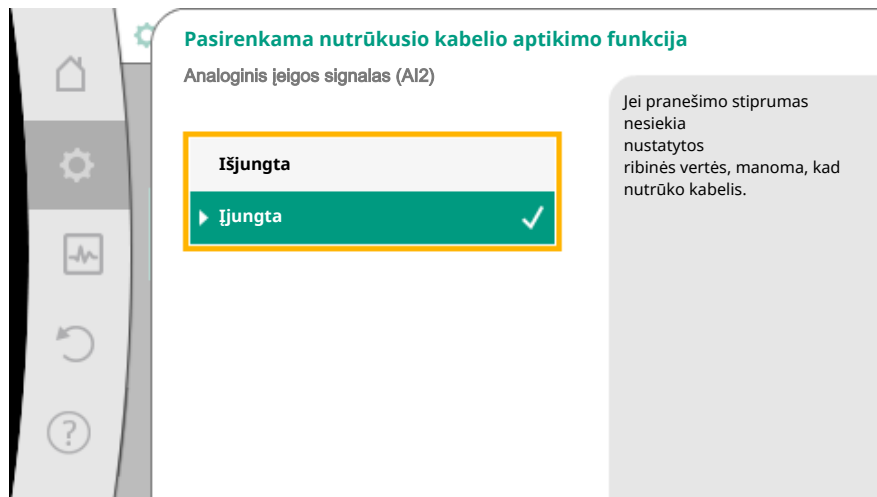 Pasirenkama nutrūkusio kabelio aptikimo funkcija
Analoginis įeigos signalas (AI2)
Išjungta
Įjungta
Jei pranešimo stiprumas
nesiekia
nustatytos
ribinės vertės, manoma, kad
nutrūko kabelis.